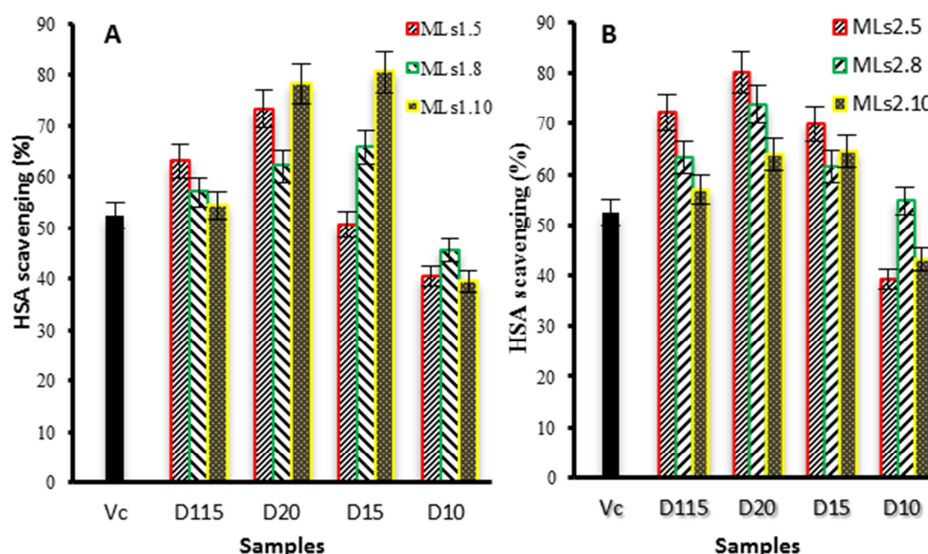 A
MLs1.5
MLs1.8
MLs1.10
HSA scavenging (%)
90
80
70
60
50
40
30
20
10
0
Vc D115 D20 D15 D10
Samples
B
MLs2.5
MLs2.8
MLs2.10
HSA scavenging (%)
90
80
70
60
50
40
30
20
10
0
Vc D115 D20 D15 D10
Samples